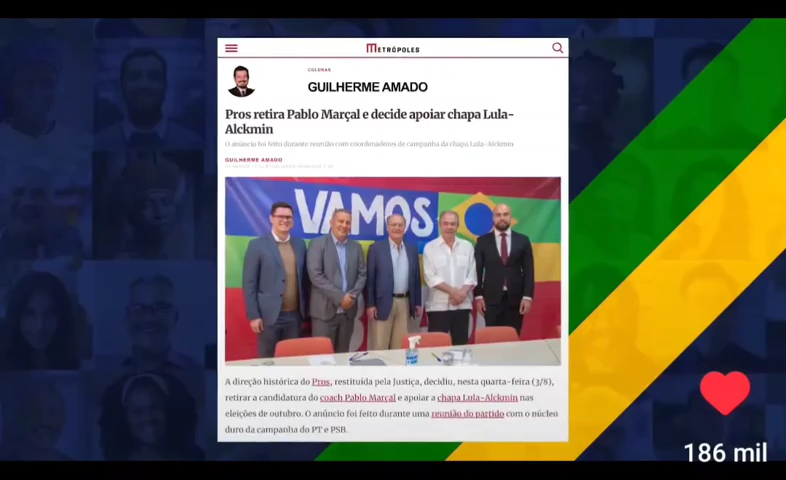 METRÓPOLES
COLUNAS
GUILHERME AMADO
Pros retira Pablo Marçal e decide apoiar chapa Lula-
Alckmin
O anúncio foi feito durante reunião com coordenadores de campanha da chapa Lula-Alckmin
GUILHERME AMADO
VAMOS
A direção histórica do Pros, restituída pela Justiça, decidiu, nesta quarta-feira (3/8),
retirar a candidatura do coach Pablo Marçal e apoiar a chapa Lula-Alckmin nas
eleições de outubro. O anúncio foi feito durante uma reunião do partido com o núcleo
duro da campanha do PT e PSB.
186 mil